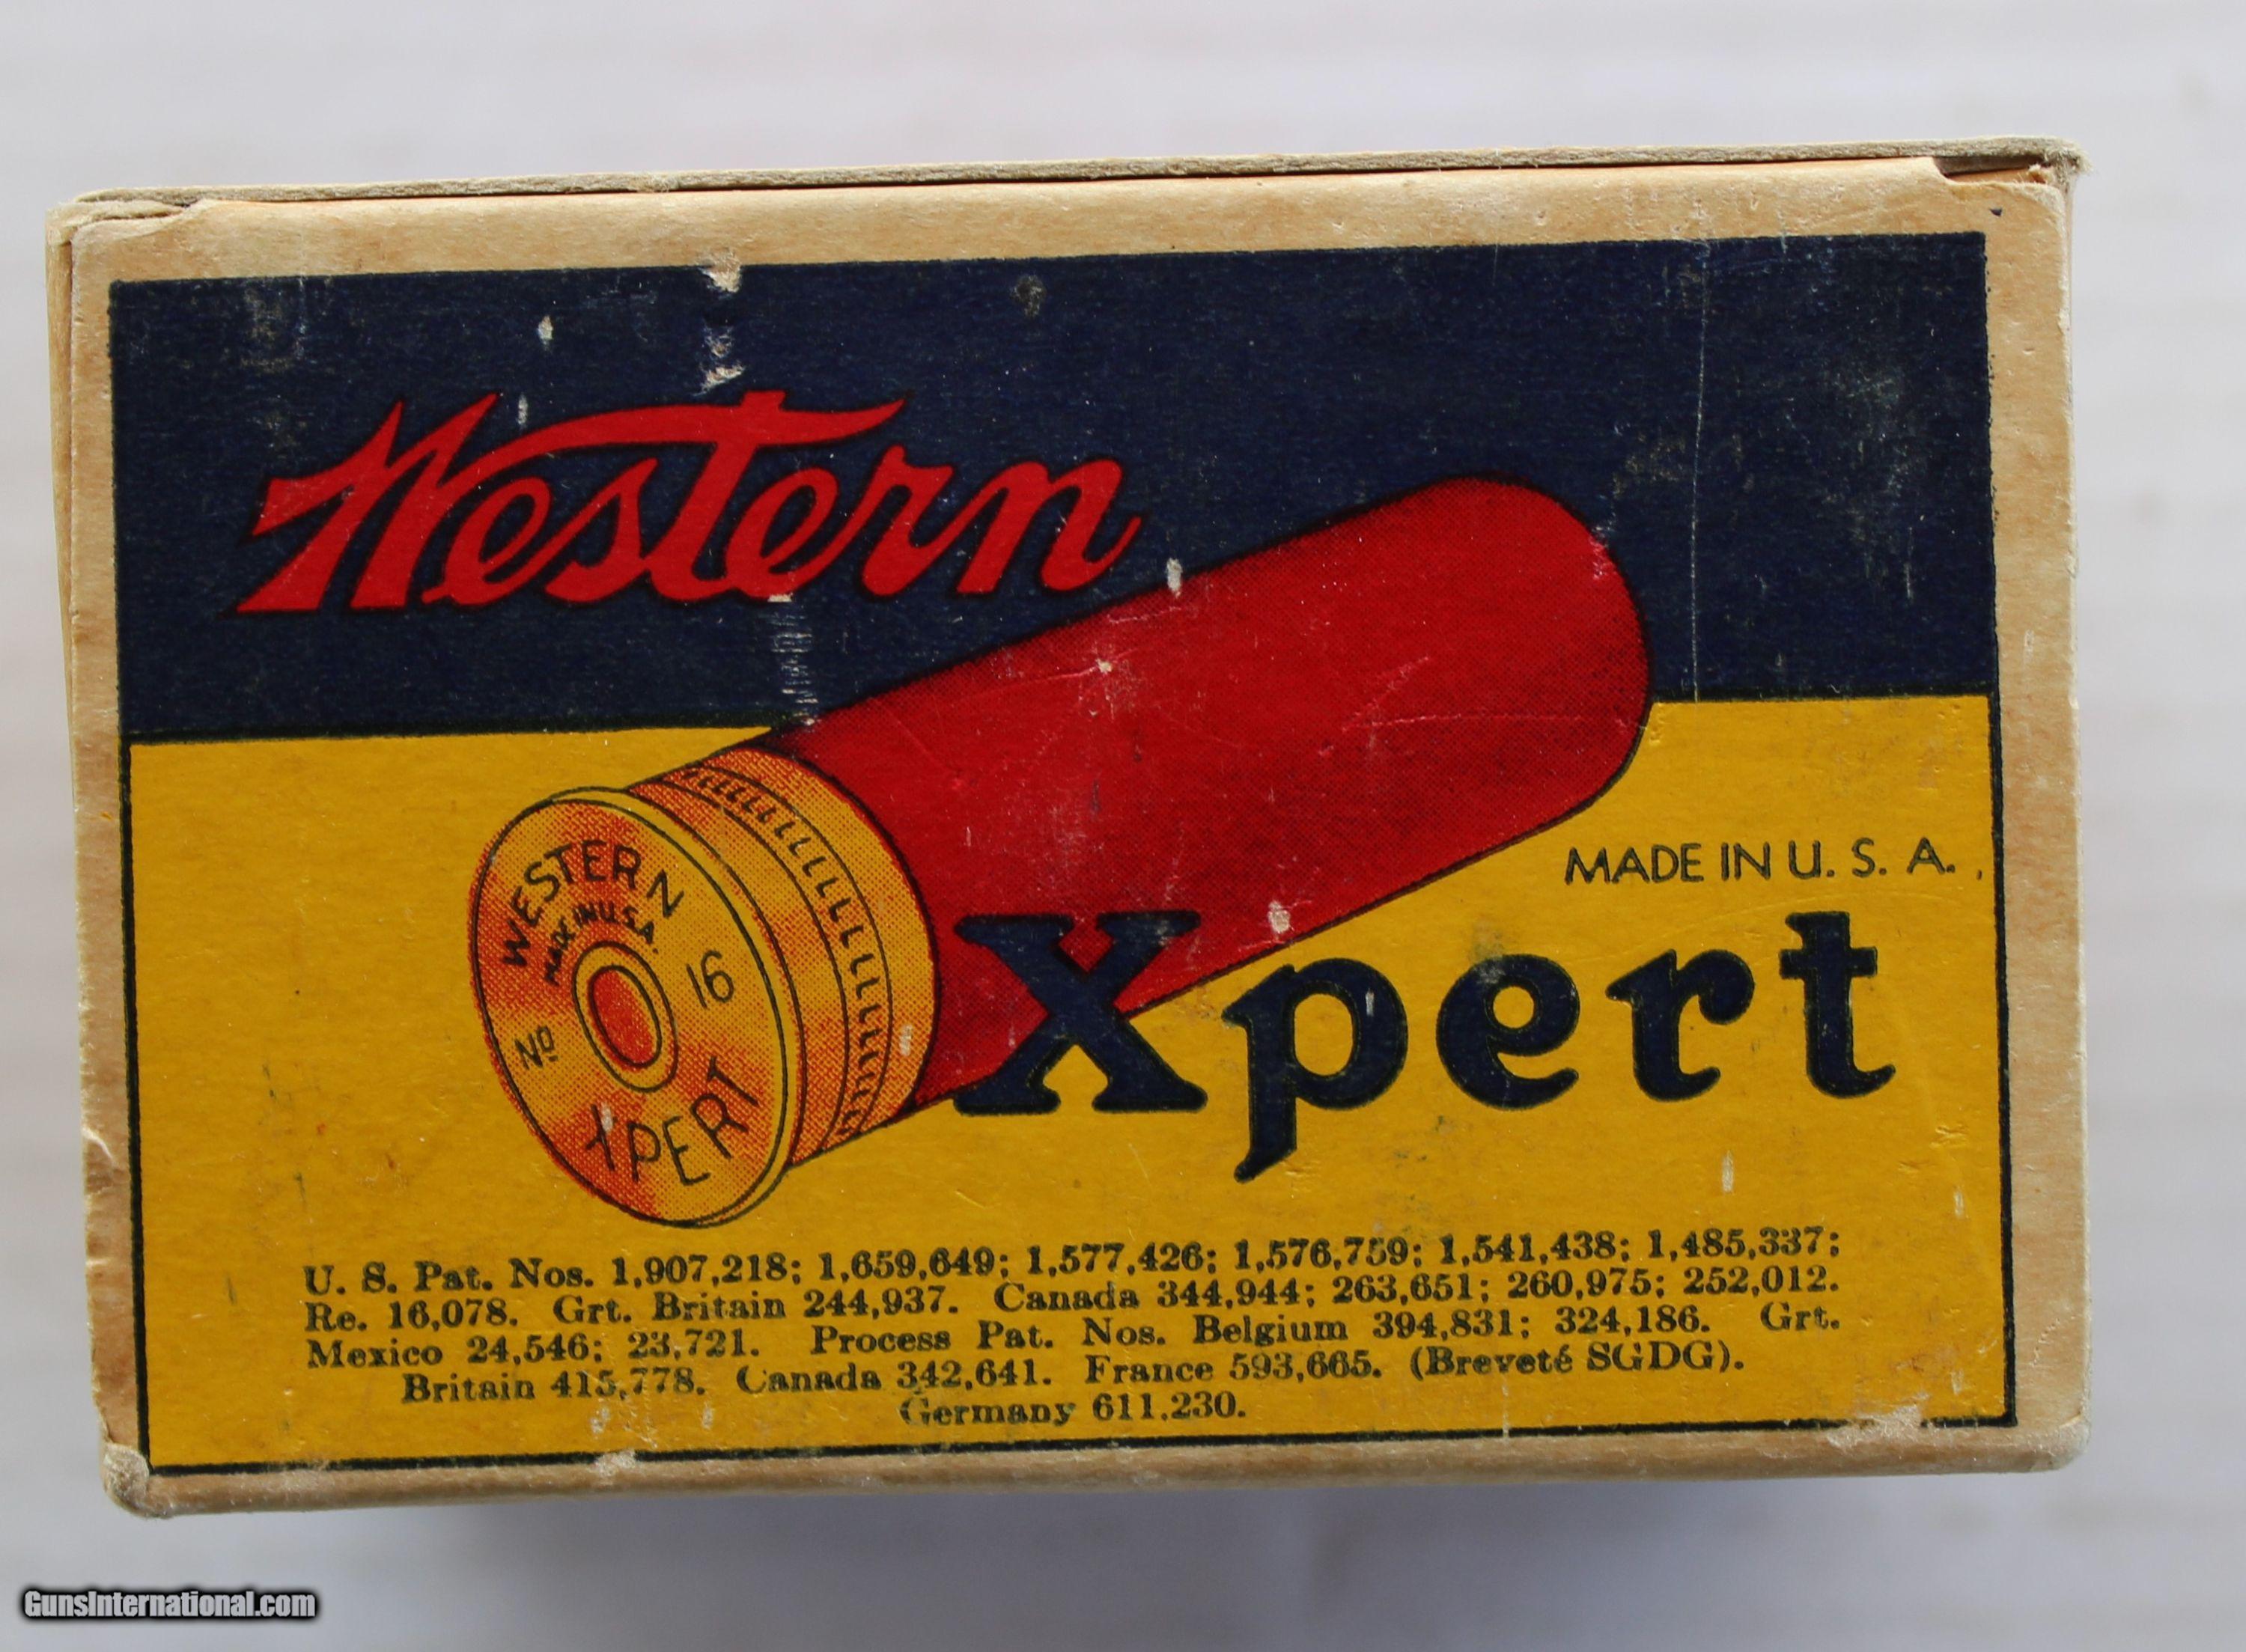 Western
MADE IN U. S. A.
Xpert
WESTERN
MADE IN U.S.A.
No 16
XPERT
U. S. Pat. Nos. 1,907,218; 1,659,649; 1,577,426; 1,576,759; 1,541,438; 1,485,337;
Re. 16,078. Grt. Britain 244,937. Canada 344,944; 263,651; 260,975; 252,012.
Mexico 24,546; 23,721. Process Pat. Nos. Belgium 394,831; 324,186. Grt.
Britain 415,778. Canada 342,641. France 593,665. (Breveté SGDG).
Germany 611,230.
GunsInternational.com